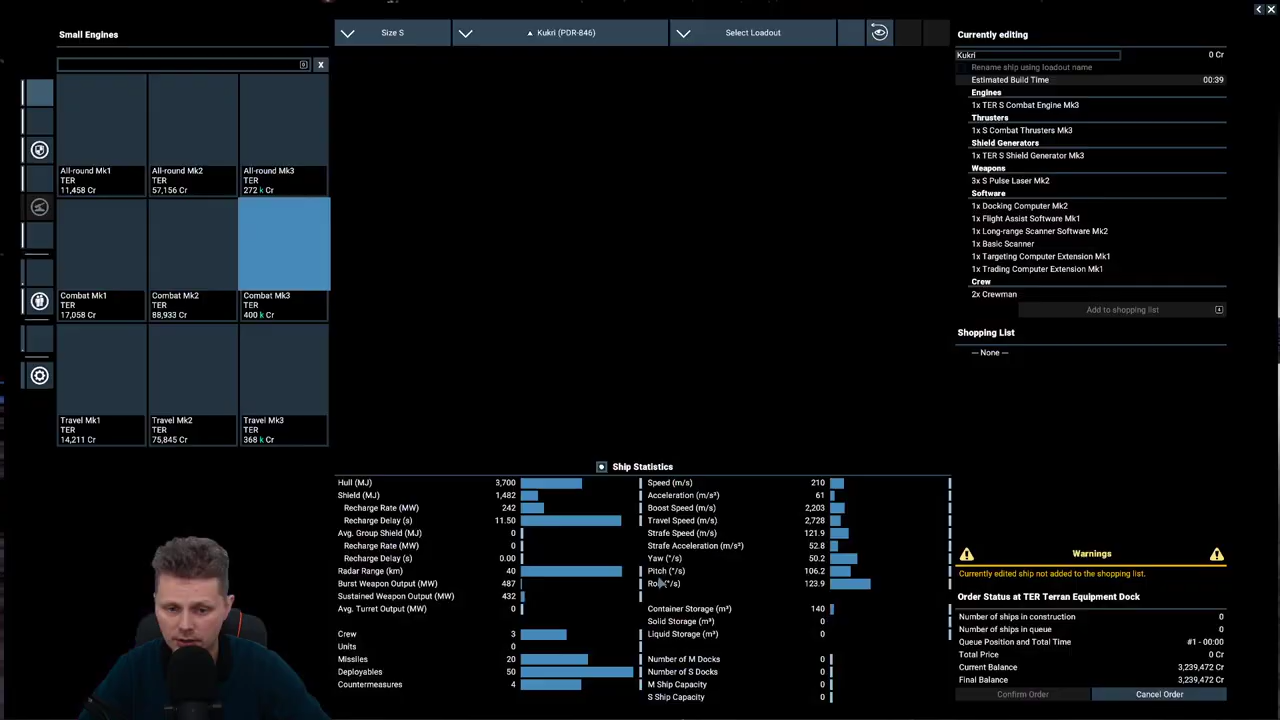 Small Engines
Size S
Kukri (PDR-846)
Select Loadout
Currently editing
x
Kukri
0 Cr
Rename ship using loadout name
Estimated Build Time 00:39
Engines
1x TER S Combat Engine Mk3
Thrusters
1x S Combat Thrusters Mk3
Shield Generators
1x TER S Shield Generator Mk3
Weapons
3x S Pulse Laser Mk2
Software
1x Docking Computer Mk2
1x Flight Assist Software Mk1
1x Long-range Scanner Software Mk2
1x Basic Scanner
1x Targeting Computer Extension Mk1
1x Trading Computer Extension Mk1
Crew
2x Crewman
Add to shopping list
Shopping List
— None —
All-round Mk1
TER
11,458 Cr
All-round Mk2
TER
57,156 Cr
All-round Mk3
TER
272 k Cr
Combat Mk1
TER
17,058 Cr
Combat Mk2
TER
88,933 Cr
Combat Mk3
TER
400 k Cr
Travel Mk1
TER
14,211 Cr
Travel Mk2
TER
75,845 Cr
Travel Mk3
TER
368 k Cr
Ship Statistics
Hull (MJ) 3,700
Shield (MJ) 1,482
Recharge Rate (MW) 242
Recharge Delay (s) 11.50
Avg. Group Shield (MJ) 0
Recharge Rate (MW) 0
Recharge Delay (s) 0.00
Radar Range (km) 40
Burst Weapon Output (MW) 487
Sustained Weapon Output (MW) 432
Avg. Turret Output (MW) 0
Crew 3
Units 0
Missiles 20
Deployables 50
Countermeasures 4
Speed (m/s) 210
Acceleration (m/s²) 61
Boost Speed (m/s) 2,203
Travel Speed (m/s) 2,728
Strafe Speed (m/s) 121.9
Strafe Acceleration (m/s²) 52.8
Yaw (°/s) 50.2
Pitch (°/s) 106.2
Roll (°/s) 123.9
Container Storage (m³) 140
Solid Storage (m³) 0
Liquid Storage (m³) 0
Number of M Docks 0
Number of S Docks 0
M Ship Capacity 0
S Ship Capacity 0
Warnings
Currently edited ship not added to the shopping list.
Order Status at TER Terran Equipment Dock
Number of ships in construction 0
Number of ships in queue 0
Queue Position and Total Time #1 - 00:00
Total Price 0 Cr
Current Balance 3,239,472 Cr
Final Balance 3,239,472 Cr
Confirm Order
Cancel Order